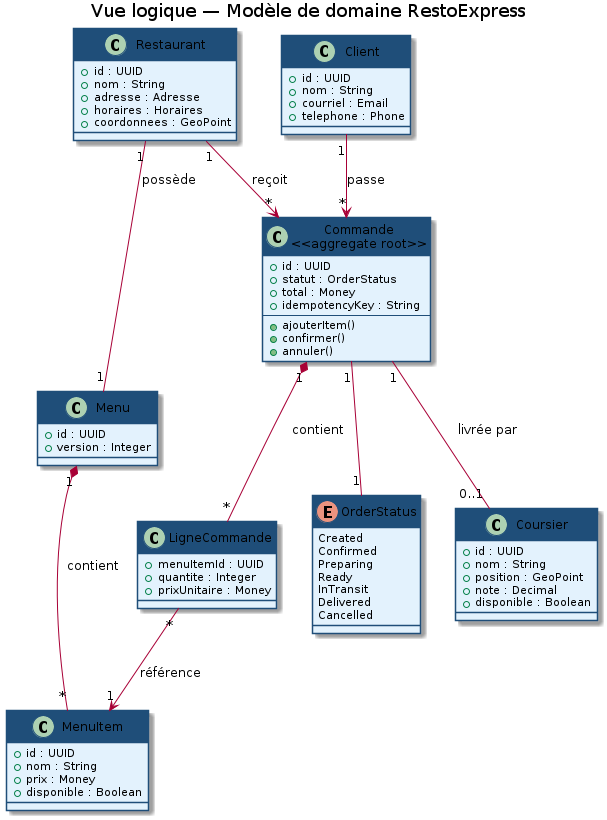 Vue logique — Modèle de domaine RestoExpress
C Restaurant
id : UUID
nom : String
adresse : Adresse
horaires : Horaires
coordonnees : GeoPoint
C Client
id : UUID
nom : String
courriel : Email
telephone : Phone
1
possède
1
1
reçoit
*
1
passe
*
C Commande
<<aggregate root>>
id : UUID
statut : OrderStatus
total : Money
idempotencyKey : String
ajouterItem()
confirmer()
annuler()
C Menu
id : UUID
version : Integer
1
contient
*
1
contient
*
1
1
1
livrée par
0..1
C LigneCommande
menuItemId : UUID
quantite : Integer
prixUnitaire : Money
E OrderStatus
Created
Confirmed
Preparing
Ready
InTransit
Delivered
Cancelled
C Coursier
id : UUID
nom : String
position : GeoPoint
note : Decimal
disponible : Boolean
*
référence
1
C MenuItem
id : UUID
nom : String
prix : Money
disponible : Boolean